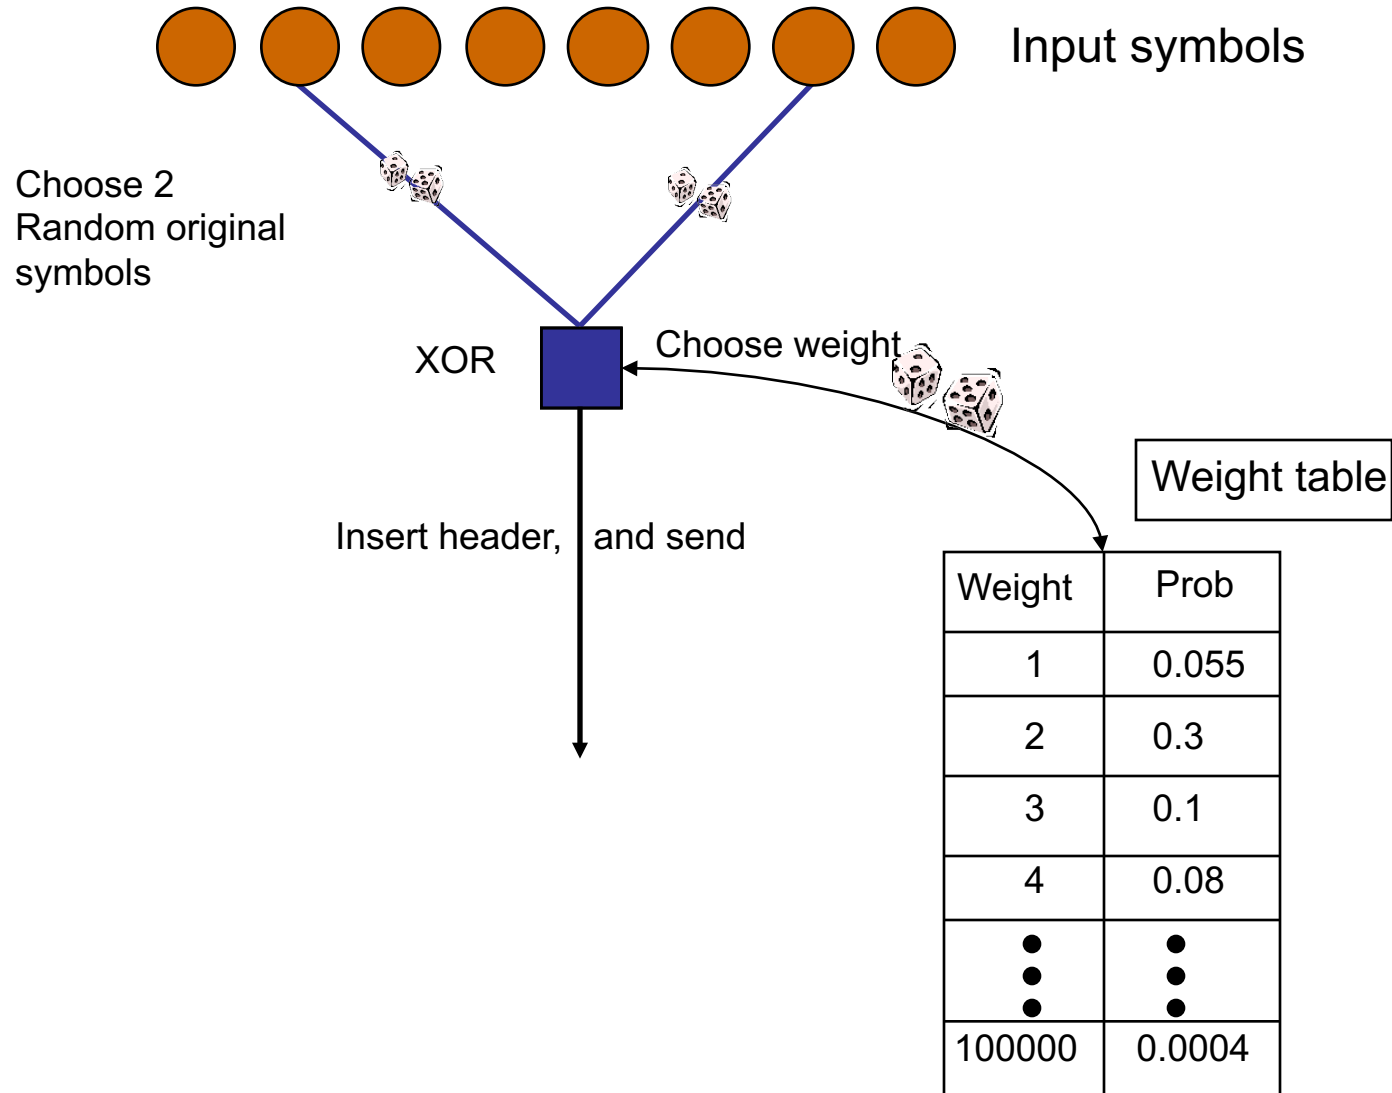 Input symbols
Choose 2
Random original
symbols
XOR
Choose weight
Weight table
Insert header, and send
Weight Prob
1 0.055
2 0.3
3 0.1
4 0.08
100000 0.0004